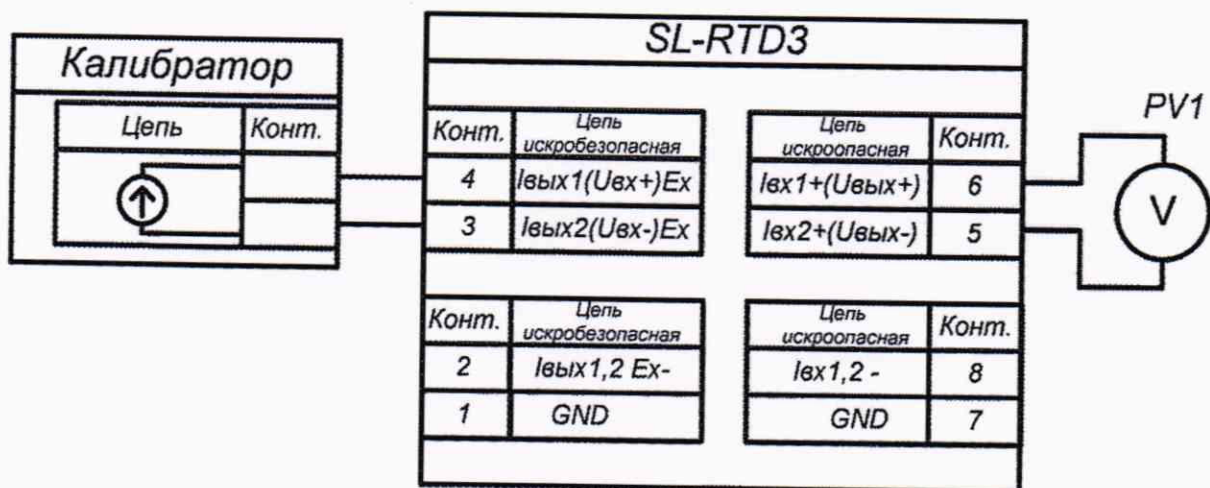 SL-RTD3
Калибратор
Цепь Конт.
PV1
Конт. Цепь искробезопасная
4 Iвых1(Uвх+)Ex
3 Iвых2(Uвх-)Ex
Цепь искроопасная Конт.
Iвх1+(Uвых+) 6
Iвх2+(Uвых-) 5
V
Конт. Цепь искробезопасная
2 Iвых1,2 Ex-
1 GND
Цепь искроопасная Конт.
Iвх1,2 - 8
GND 7